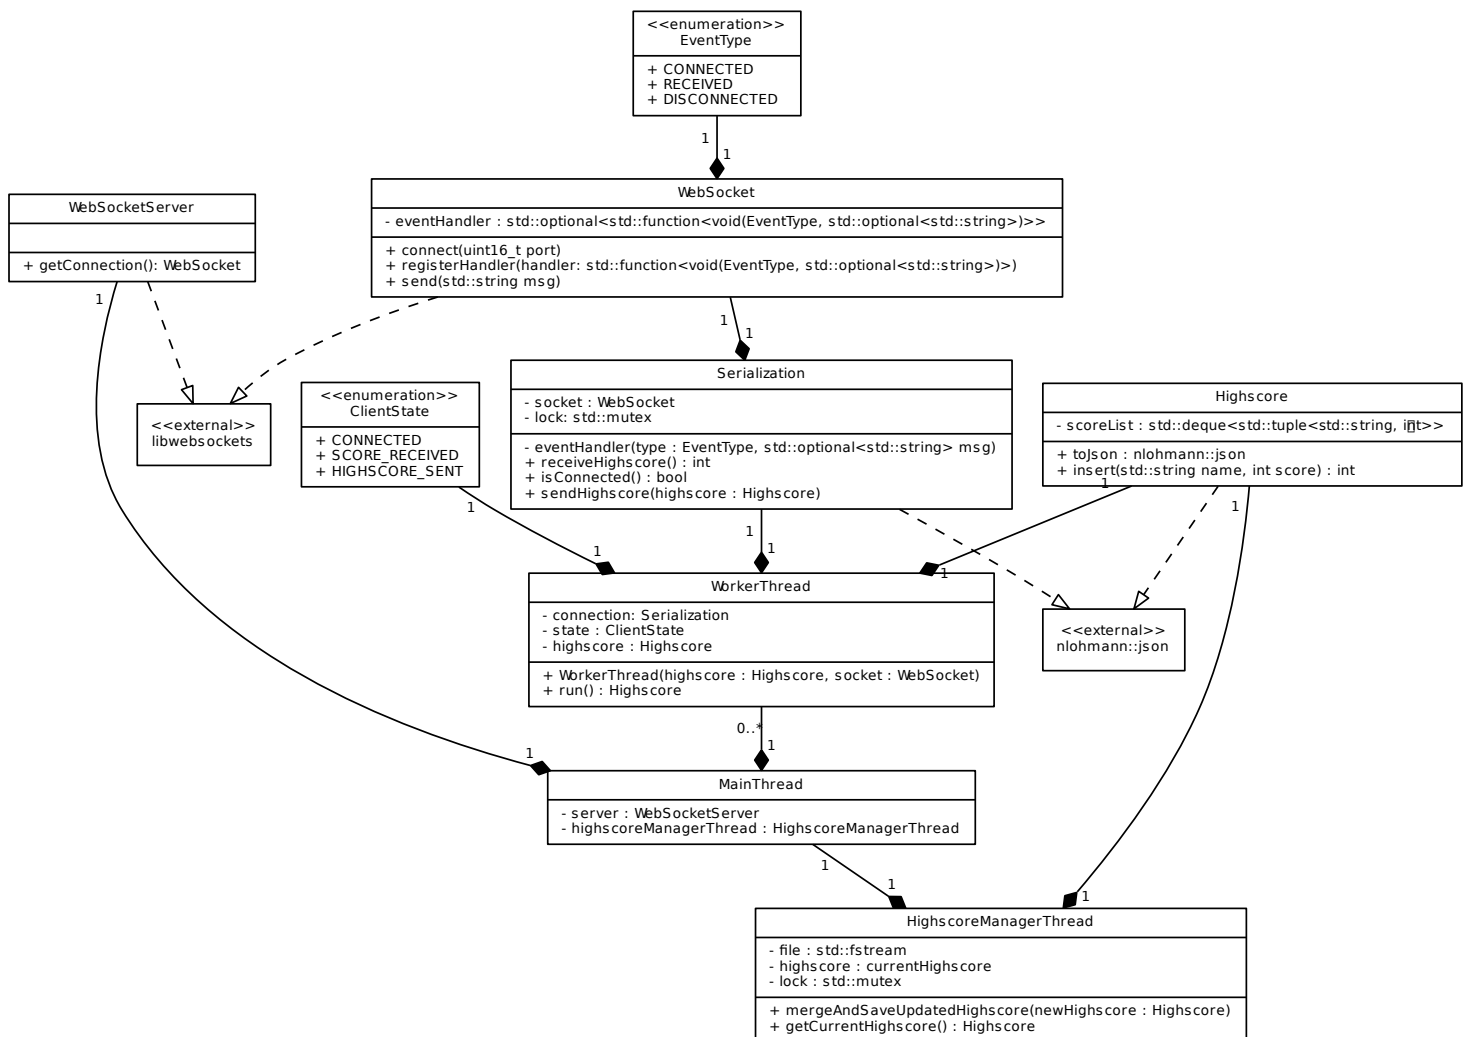 <<enumeration>>
EventType
+ CONNECTED
+ RECEIVED
+ DISCONNECTED
1
1
WebSocket
- eventHandler : std::optional<std::function<void(EventType, std::optional<std::string>)>>
+ connect(uint16_t port)
+ registerHandler(handler: std::function<void(EventType, std::optional<std::string>)>)
+ send(std::string msg)
WebSocketServer
+ getConnection(): WebSocket
1
1
1
<<external>>
libwebsockets
<<enumeration>>
ClientState
+ CONNECTED
+ SCORE_RECEIVED
+ HIGHSCORE_SENT
Serialization
- socket : WebSocket
- lock: std::mutex
- eventHandler(type : EventType, std::optional<std::string> msg)
+ receiveHighscore() : int
+ isConnected() : bool
+ sendHighscore(highscore : Highscore)
Highscore
- scoreList : std::deque<std::tuple<std::string, int>>
+ toJson : nlohmann::json
+ insert(std::string name, int score) : int
1
1
1
1
1
1
1
WorkerThread
- connection: Serialization
- state : ClientState
- highscore : Highscore
+ WorkerThread(highscore : Highscore, socket : WebSocket)
+ run() : Highscore
<<external>>
nlohmann::json
0..*
1
1
MainThread
- server : WebSocketServer
- highscoreManagerThread : HighscoreManagerThread
1
1
1
HighscoreManagerThread
- file : std::fstream
- highscore : currentHighscore
- lock : std::mutex
+ mergeAndSaveUpdatedHighscore(newHighscore : Highscore)
+ getCurrentHighscore() : Highscore